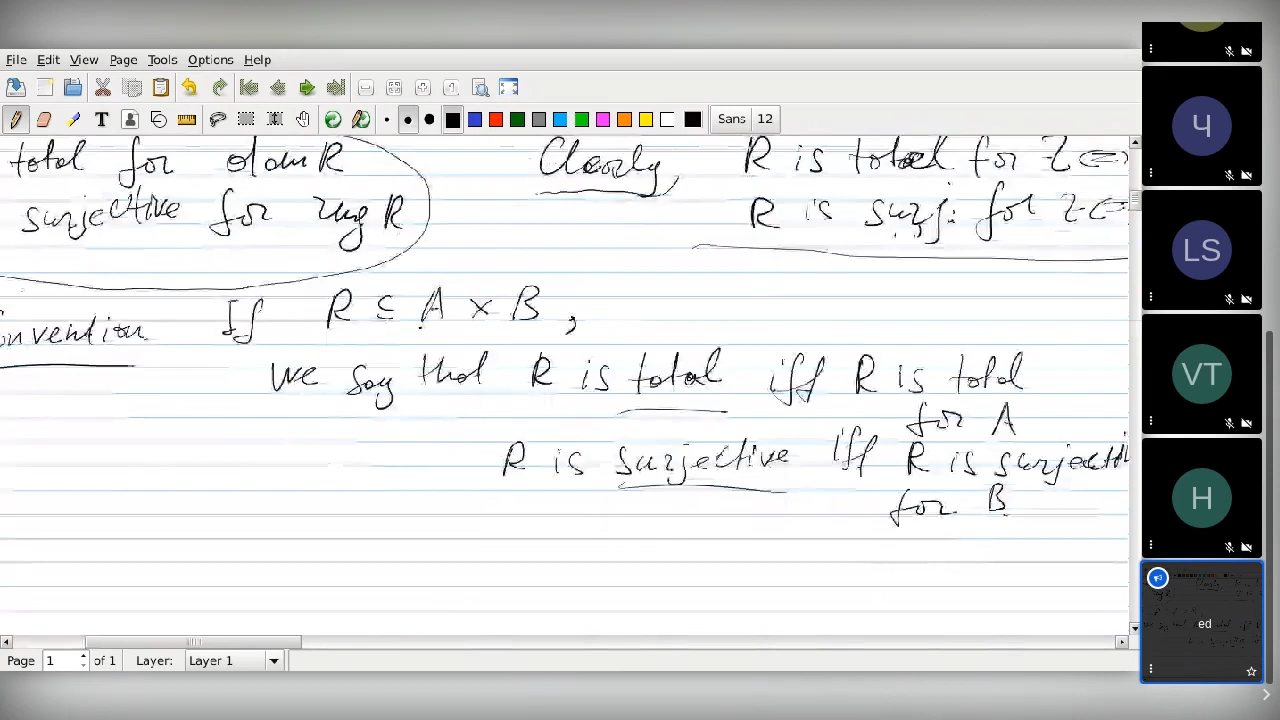 File Edit View Page Tools Options Help
Sans 12
total for dom R
surjective for rng R
Clearly, R is total for Z ⟺
R is surj. for Z ⟺
onvention If R ⊆ A × B ,
we say that R is total iff R is total
for A
R is surjective iff R is surjecti
for B
Page 1 of 1 Layer: Layer 1
Ч
LS
VT
H
ed